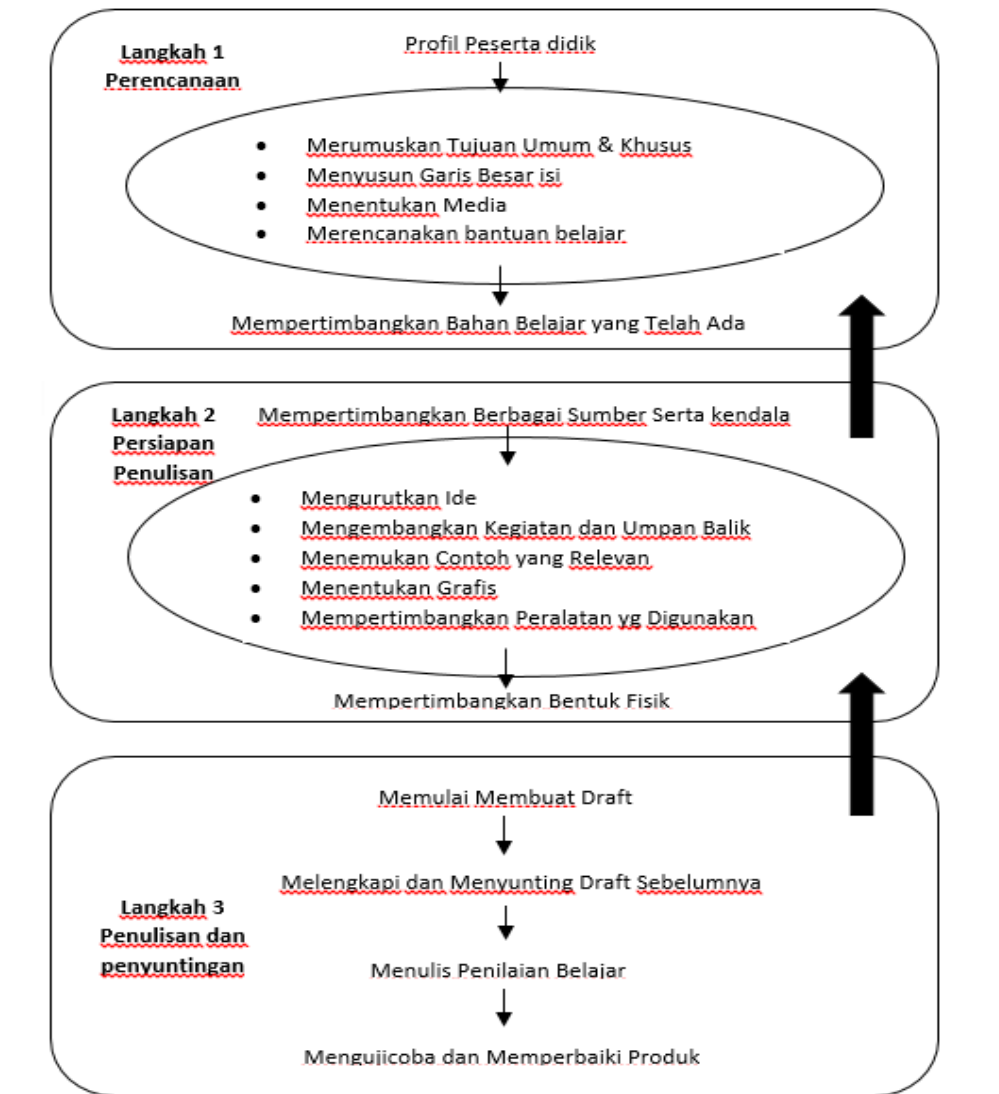 Langkah 1
Perencanaan
Profil Peserta didik
• Merumuskan Tujuan Umum & Khusus
• Menyusun Garis Besar isi
• Menentukan Media
• Merencanakan bantuan belajar
Mempertimbangkan Bahan Belajar yang Telah Ada
Langkah 2
Persiapan
Penulisan
Mempertimbangkan Berbagai Sumber Serta kendala
• Mengurutkan Ide
• Mengembangkan Kegiatan dan Umpan Balik
• Menemukan Contoh yang Relevan
• Menentukan Grafis
• Mempertimbangkan Peralatan yg Digunakan
Mempertimbangkan Bentuk Fisik
Langkah 3
Penulisan dan
penyuntingan
Memulai Membuat Draft
Melengkapi dan Menyunting Draft Sebelumnya
Menulis Penilaian Belajar
Mengujicoba dan Memperbaiki Produk